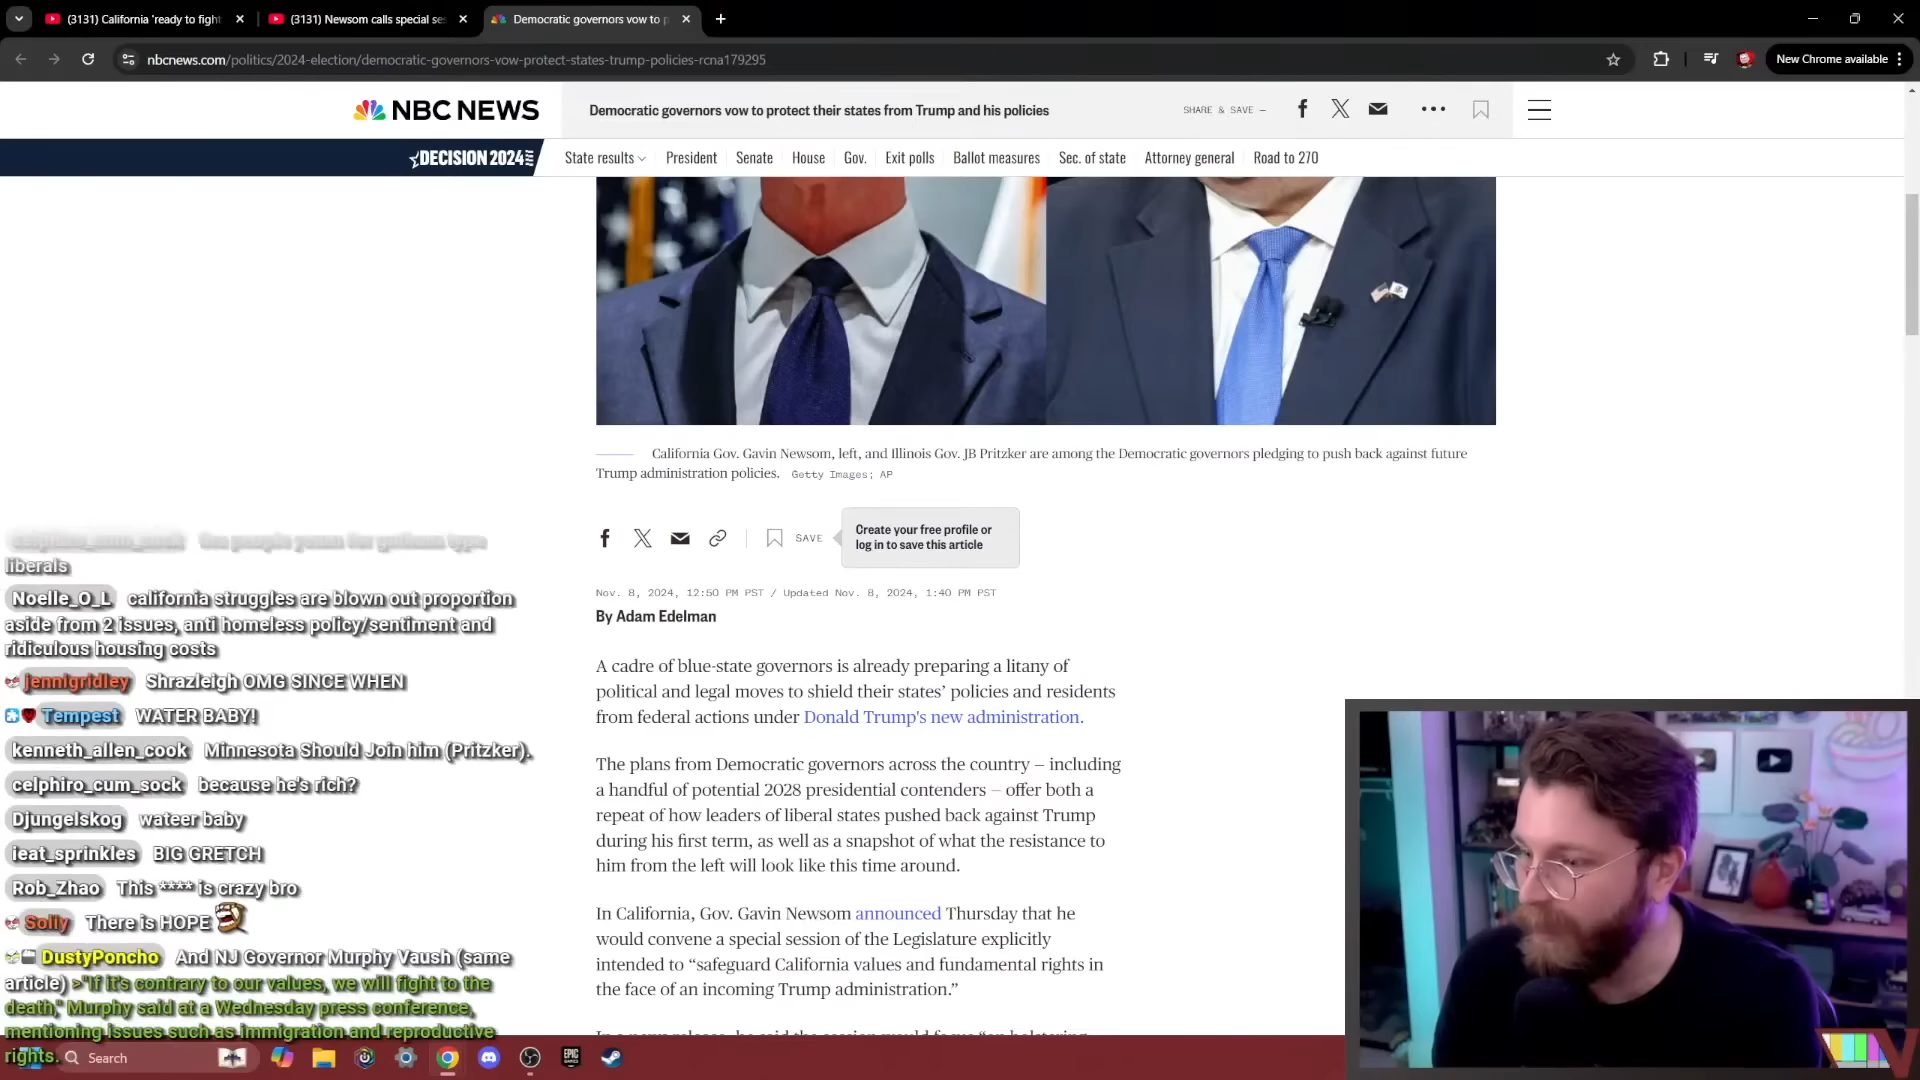 (3131) California 'ready to fight
(3131) Newsom calls special se
Democratic governors vow to p
nbcnews.com/politics/2024-election/democratic-governors-vow-protect-states-trump-policies-rcna179295
New Chrome available
NBC NEWS
Democratic governors vow to protect their states from Trump and his policies
SHARE & SAVE —
DECISION 2024
State results
President
Senate
House
Gov.
Exit polls
Ballot measures
Sec. of state
Attorney general
Road to 270
California Gov. Gavin Newsom, left, and Illinois Gov. JB Pritzker are among the Democratic governors pledging to push back against future
Trump administration policies. Getty Images; AP
SAVE
Create your free profile or
log in to save this article
Nov. 8, 2024, 12:50 PM PST / Updated Nov. 8, 2024, 1:40 PM PST
By Adam Edelman
A cadre of blue-state governors is already preparing a litany of
political and legal moves to shield their states' policies and residents
from federal actions under Donald Trump's new administration.
The plans from Democratic governors across the country — including
a handful of potential 2028 presidential contenders — offer both a
repeat of how leaders of liberal states pushed back against Trump
during his first term, as well as a snapshot of what the resistance to
him from the left will look like this time around.
In California, Gov. Gavin Newsom announced Thursday that he
would convene a special session of the Legislature explicitly
intended to “safeguard California values and fundamental rights in
the face of an incoming Trump administration.”
liberals
Noelle_O_L california struggles are blown out proportion
aside from 2 issues, anti homeless policy/sentiment and
ridiculous housing costs
jennigridley Shrazleigh OMG SINCE WHEN
Tempest WATER BABY!
kenneth_allen_cook Minnesota Should Join him (Pritzker).
celphiro_cum_sock because he's rich?
Djungelskog wateer baby
ieat_sprinkles BIG GRETCH
Rob_Zhao This **** is crazy bro
Solly There is HOPE
DustyPoncho And NJ Governor Murphy Vaush (same
article) >"If it's contrary to our values, we will fight to the
death," Murphy said at a Wednesday press conference,
mentioning issues such as immigration and reproductive
rights.
Search
EPIC
GAMES